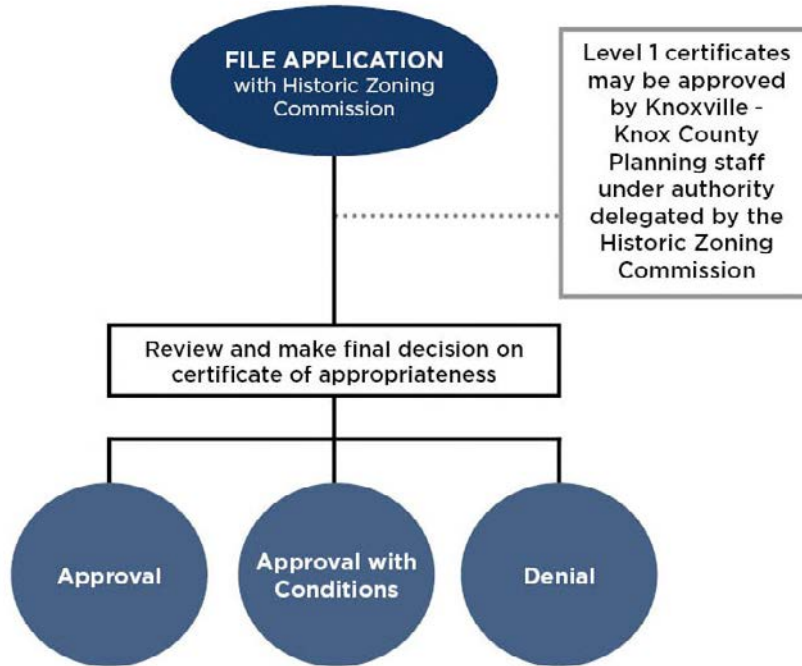 FILE APPLICATION
with Historic Zoning
Commission
Level 1 certificates
may be approved
by Knoxville -
Knox County
Planning staff
under authority
delegated by the
Historic Zoning
Commission
Review and make final decision on
certificate of appropriateness
Approval
Approval with
Conditions
Denial